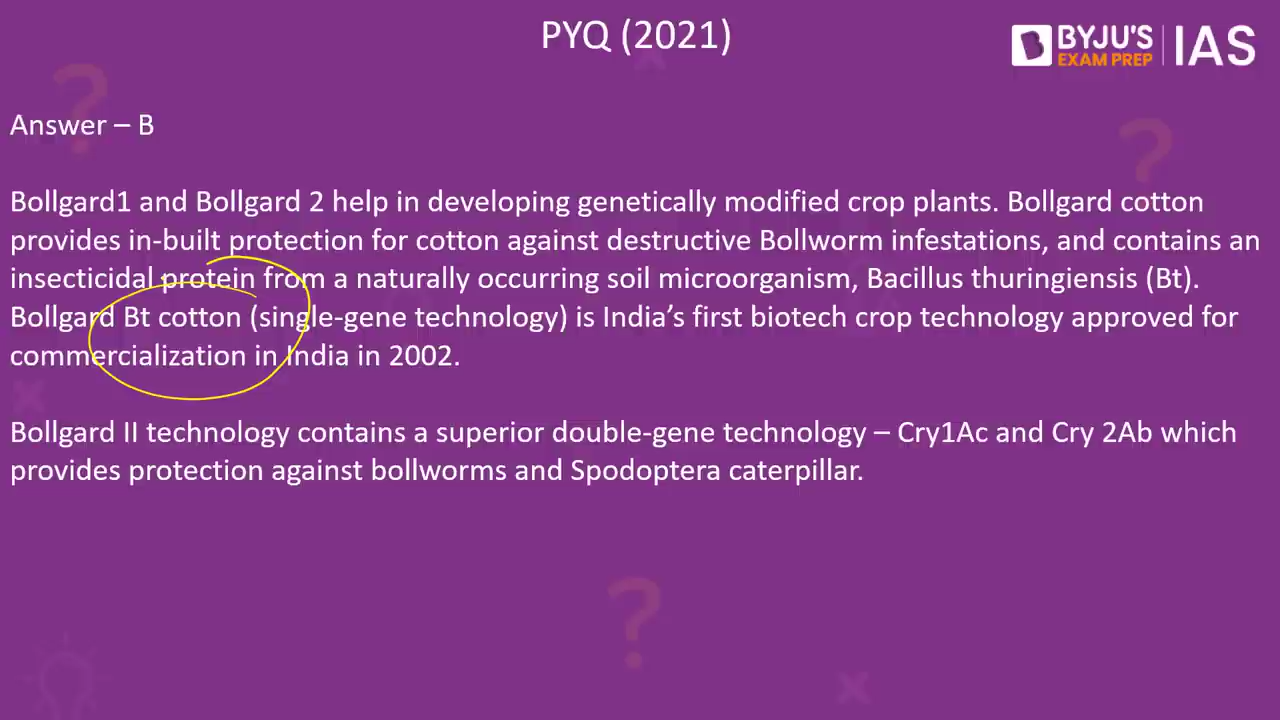 PYQ (2021)
BYJU'S
EXAM PREP
IAS
Answer – B
Bollgard1 and Bollgard 2 help in developing genetically modified crop plants. Bollgard cotton
provides in-built protection for cotton against destructive Bollworm infestations, and contains an
insecticidal protein from a naturally occurring soil microorganism, Bacillus thuringiensis (Bt).
Bollgard Bt cotton (single-gene technology) is India’s first biotech crop technology approved for
commercialization in India in 2002.
Bollgard II technology contains a superior double-gene technology – Cry1Ac and Cry 2Ab which
provides protection against bollworms and Spodoptera caterpillar.